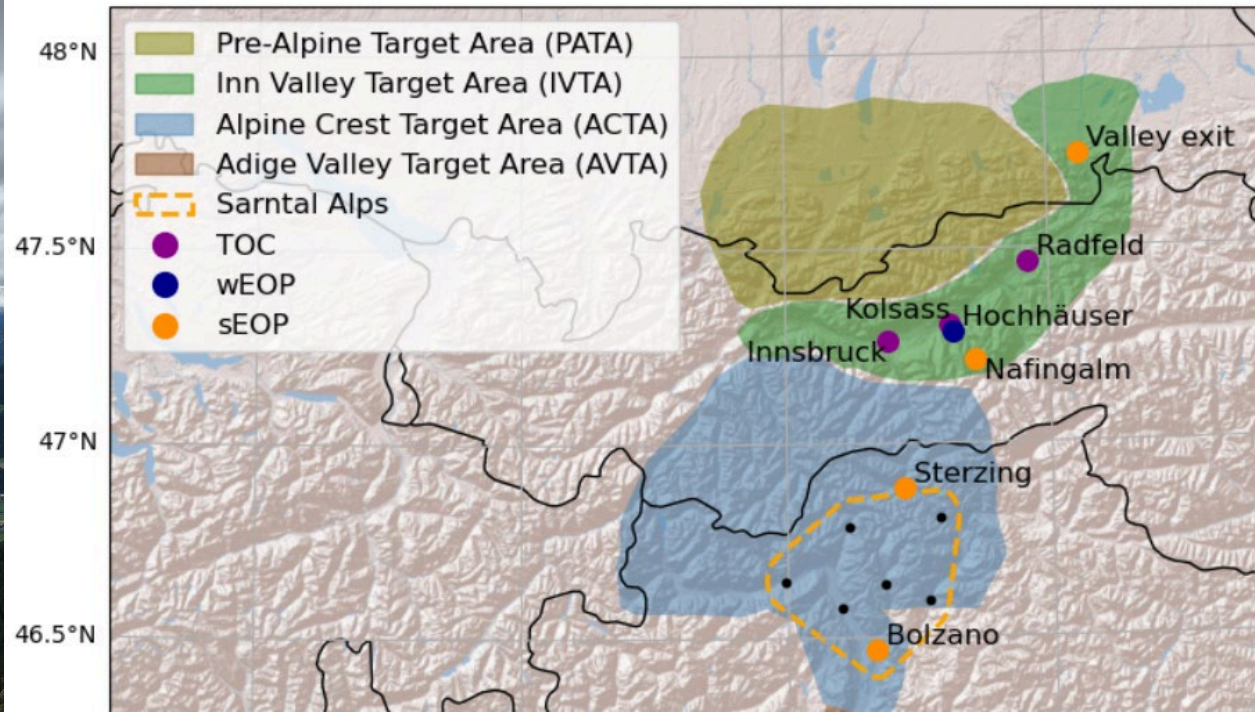 48°N
47.5°N
47°N
46.5°N
Pre-Alpine Target Area (PATA)
Inn Valley Target Area (IVTA)
Alpine Crest Target Area (ACTA)
Adige Valley Target Area (AVTA)
Sarntal Alps
TOC
wEOP
sEOP
Valley exit
Radfeld
Kolsass
Hochhäuser
Innsbruck
Nafingalm
Sterzing
Bolzano